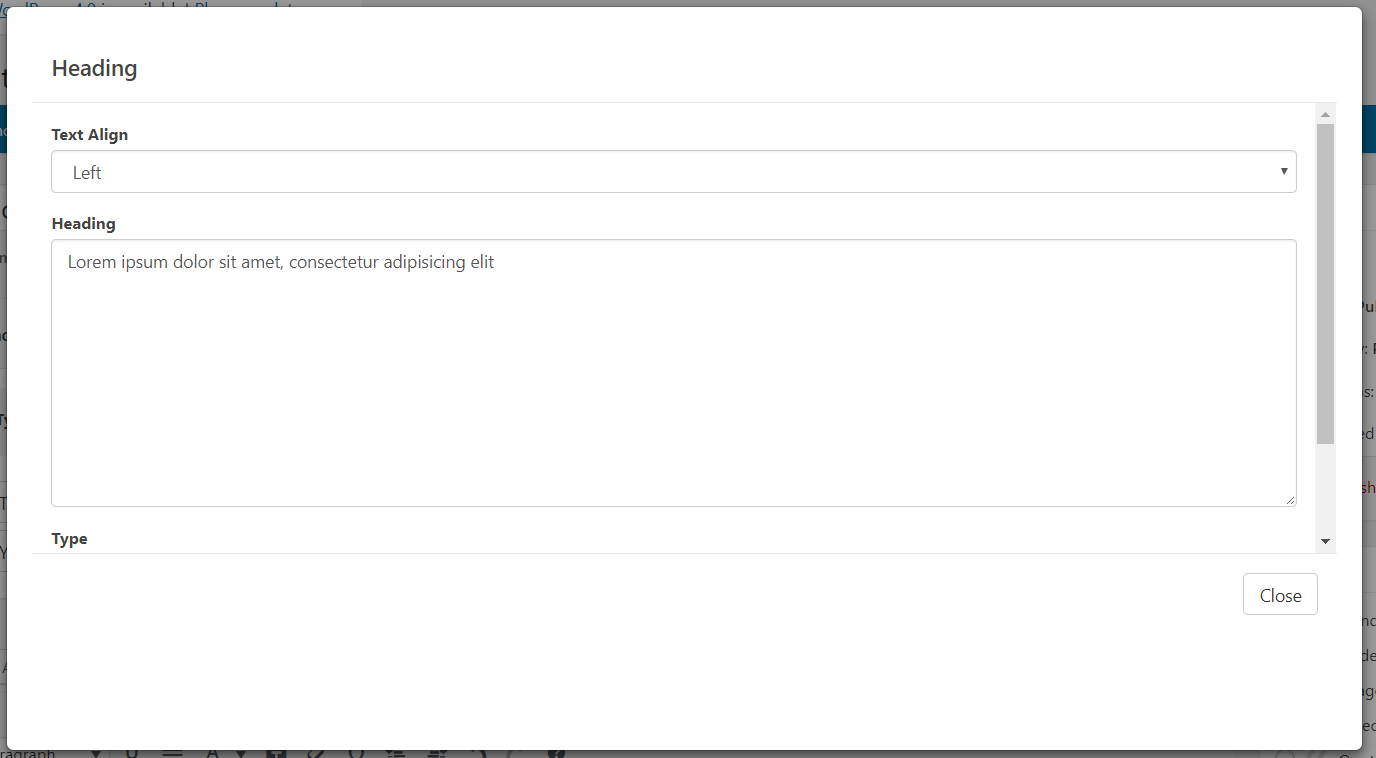 Heading
Text Align
Left
Heading
Lorem ipsum dolor sit amet, consectetur adipisicing elit
Type
Close